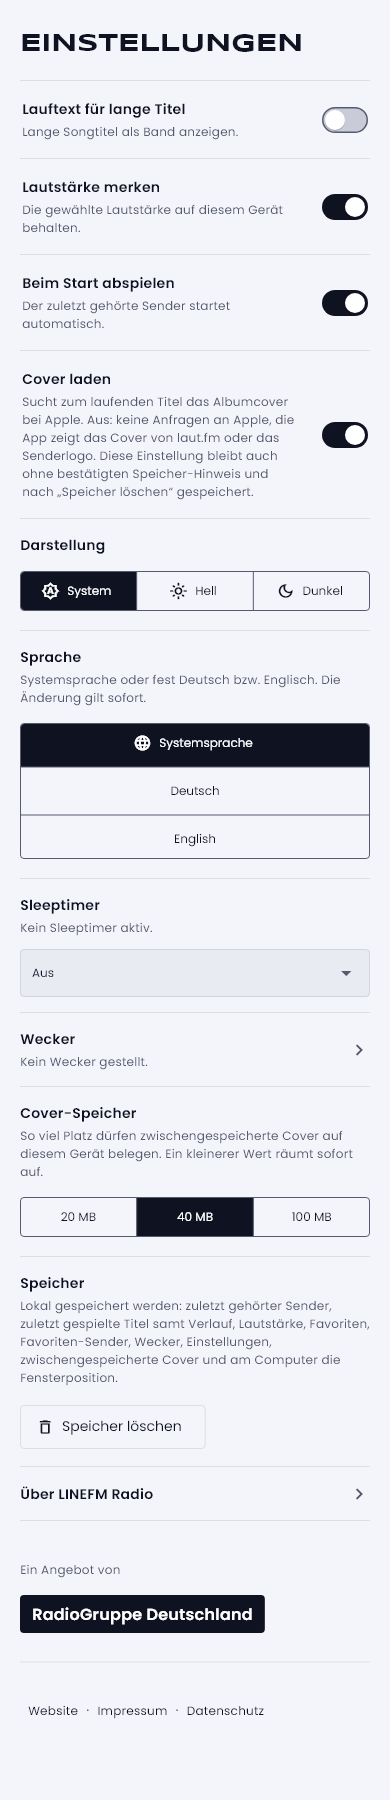 EINSTELLUNGEN
Lauftext für lange Titel
Lange Songtitel als Band anzeigen.
Lautstärke merken
Die gewählte Lautstärke auf diesem Gerät
behalten.
Beim Start abspielen
Der zuletzt gehörte Sender startet
automatisch.
Cover laden
Sucht zum laufenden Titel das Albumcover
bei Apple. Aus: keine Anfragen an Apple, die
App zeigt das Cover von laut.fm oder das
Senderlogo. Diese Einstellung bleibt auch
ohne bestätigten Speicher-Hinweis und
nach „Speicher löschen“ gespeichert.
Darstellung
System Hell Dunkel
Sprache
Systemsprache oder fest Deutsch bzw. Englisch. Die
Änderung gilt sofort.
Systemsprache
Deutsch
English
Sleeptimer
Kein Sleeptimer aktiv.
Aus
Wecker
Kein Wecker gestellt.
Cover-Speicher
So viel Platz dürfen zwischengespeicherte Cover auf
diesem Gerät belegen. Ein kleinerer Wert räumt sofort
auf.
20 MB 40 MB 100 MB
Speicher
Lokal gespeichert werden: zuletzt gehörter Sender,
zuletzt gespielte Titel samt Verlauf, Lautstärke, Favoriten,
Favoriten-Sender, Wecker, Einstellungen,
zwischengespeicherte Cover und am Computer die
Fensterposition.
Speicher löschen
Über LINEFM Radio
Ein Angebot von
RadioGruppe Deutschland
Website · Impressum · Datenschutz